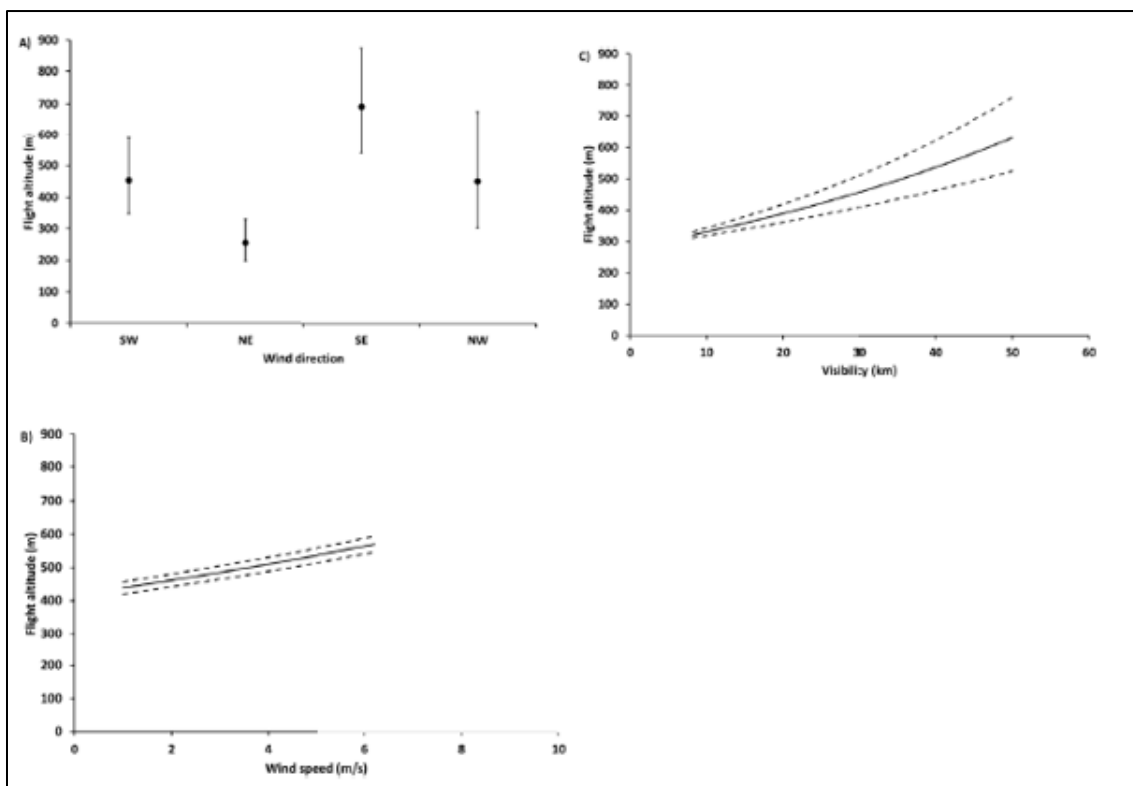 A)
Flight altitude (m)
900
800
700
600
500
400
300
200
100
0
SW NE SE NW
Wind direction
C)
Flight altitude (m)
900
800
700
600
500
400
300
200
100
0
0 10 20 30 40 50 60
Visibility (km)
B)
Flight altitude (m)
900
800
700
600
500
400
300
200
100
0
0 2 4 6 8 10
Wind speed (m/s)